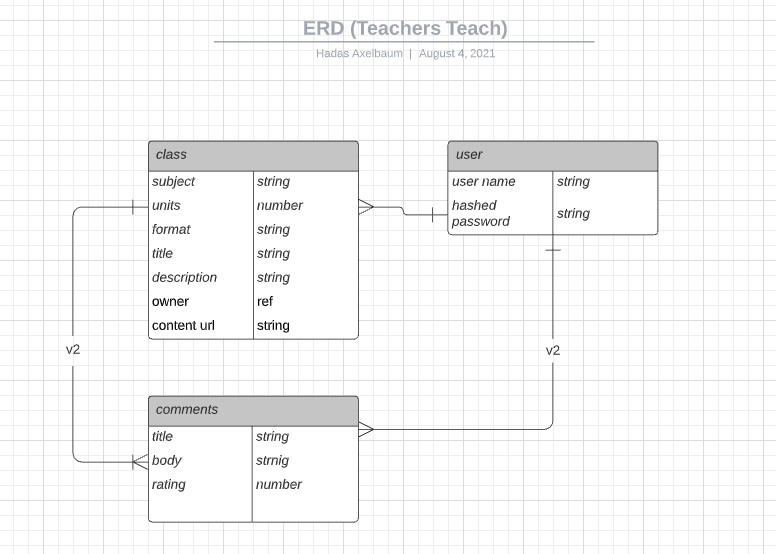 ERD (Teachers Teach)
Hadas Axelbaum | August 4, 2021
class
subject string
units number
format string
title string
description string
owner ref
content url string
user
user name string
hashed
password string
v2
v2
comments
title string
body strnig
rating number